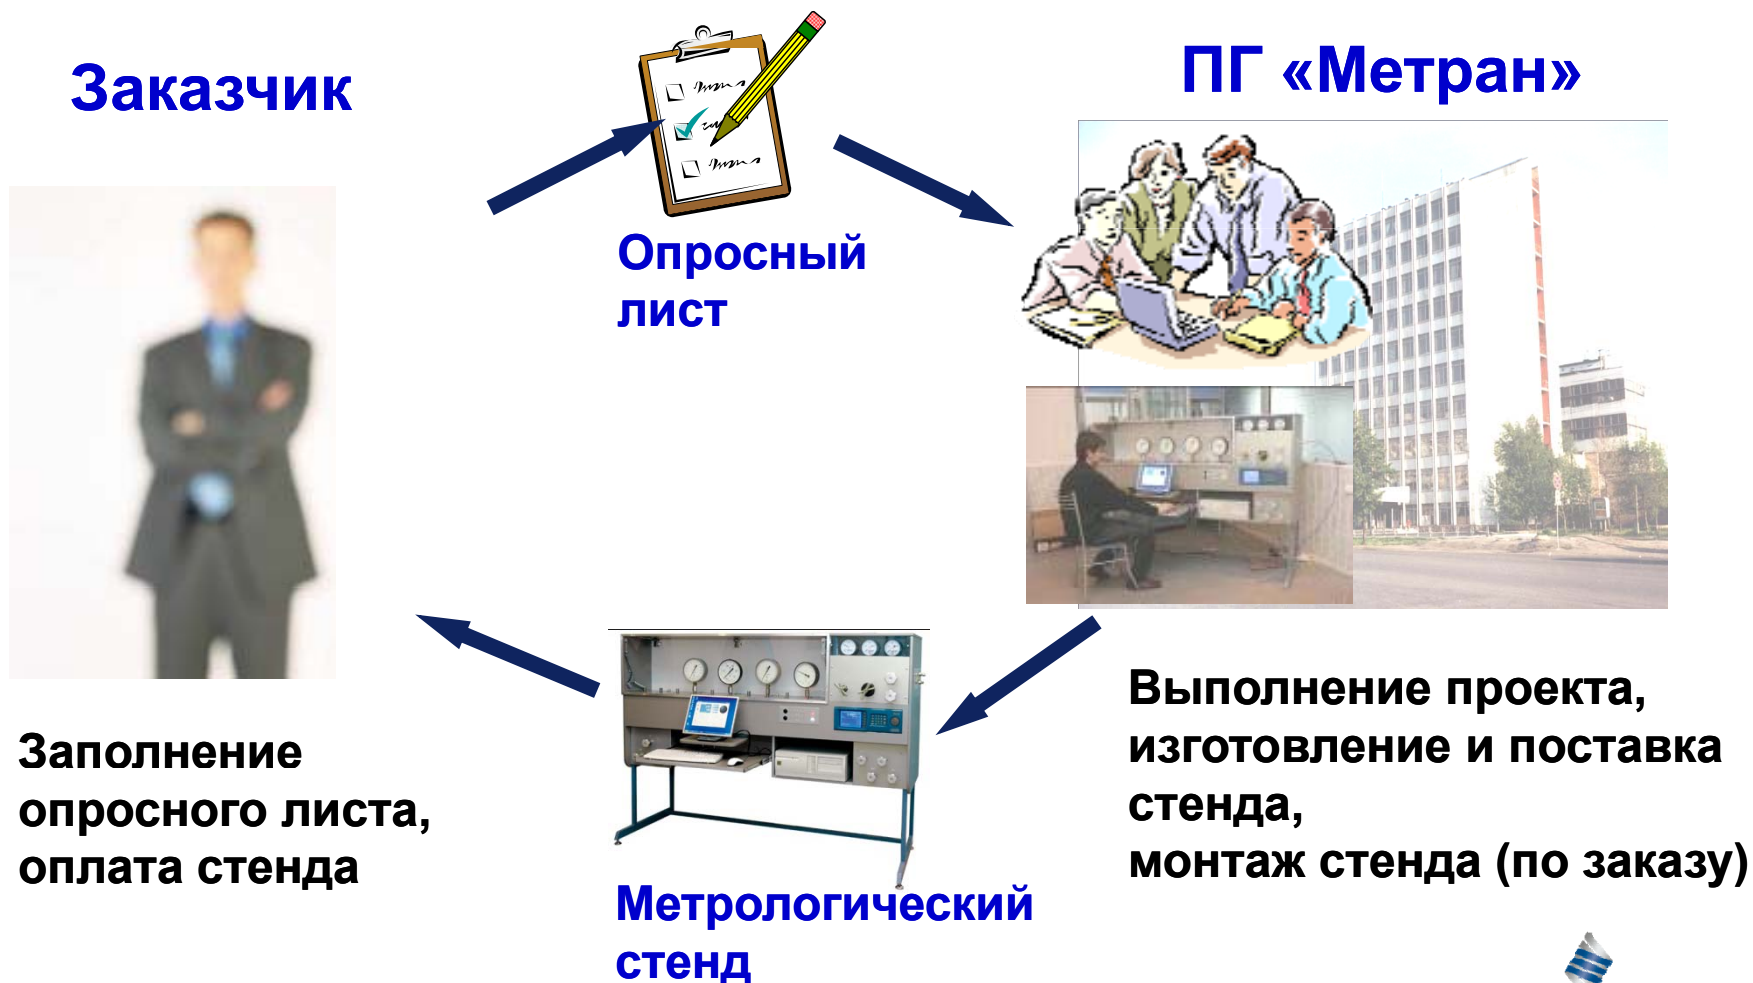 Заказчик
ПГ «Метран»
Опросный
лист
Заполнение
опросного листа,
оплата стенда
Метрологический
стенд
Выполнение проекта,
изготовление и поставка
стенда,
монтаж стенда (по заказу)